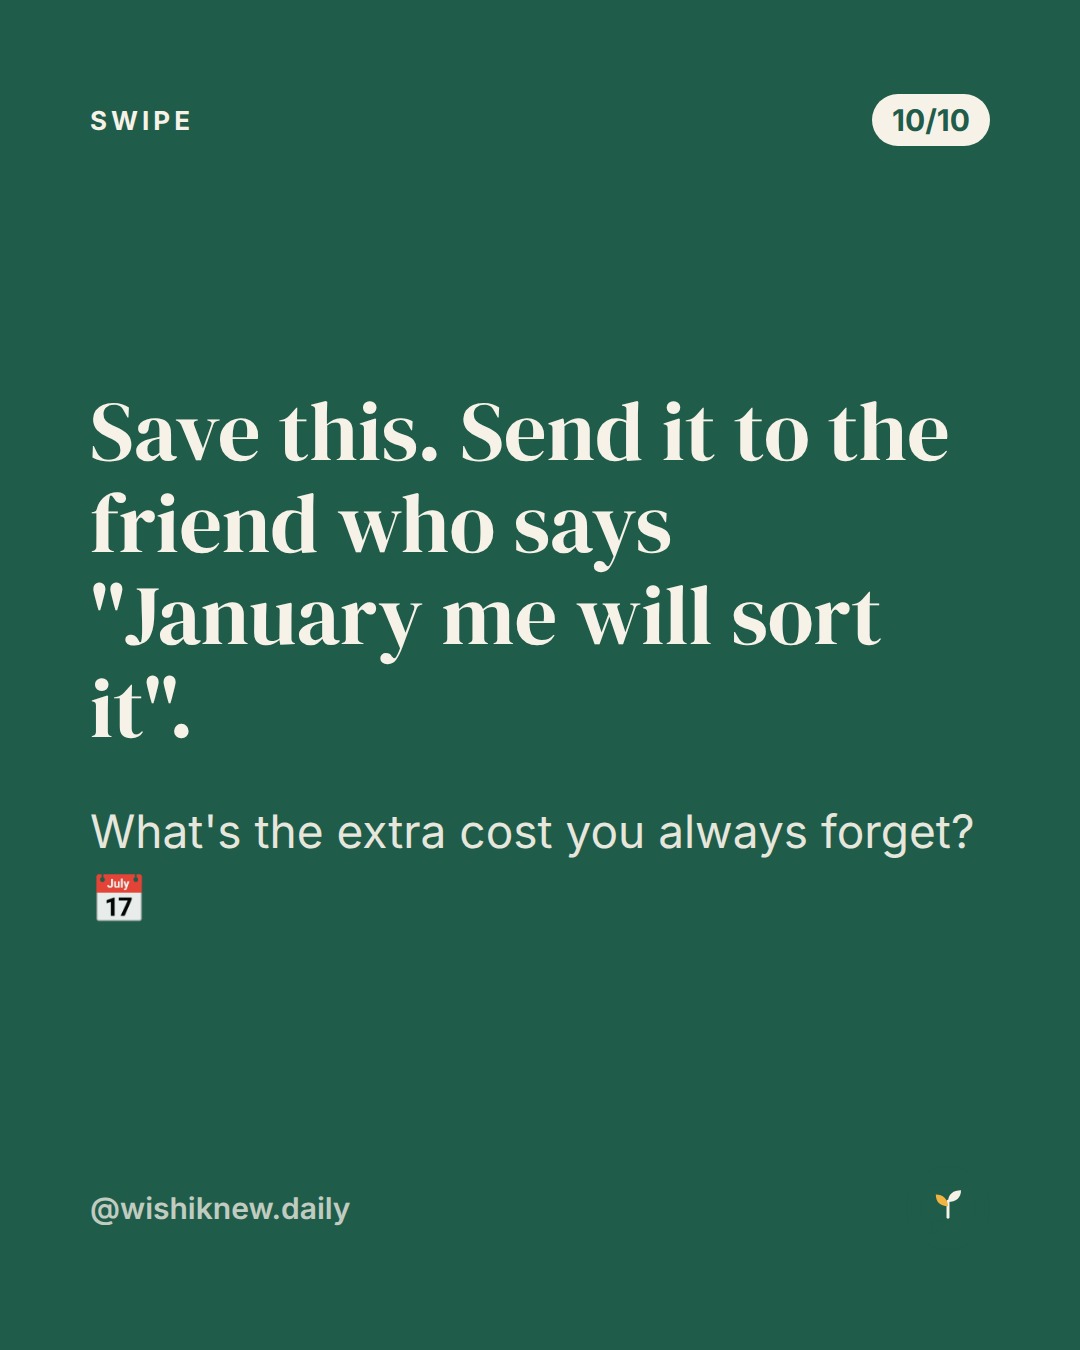 SWIPE
10/10
Save this. Send it to the
friend who says
"January me will sort
it".
What's the extra cost you always forget?
July
17
@wishiknew.daily